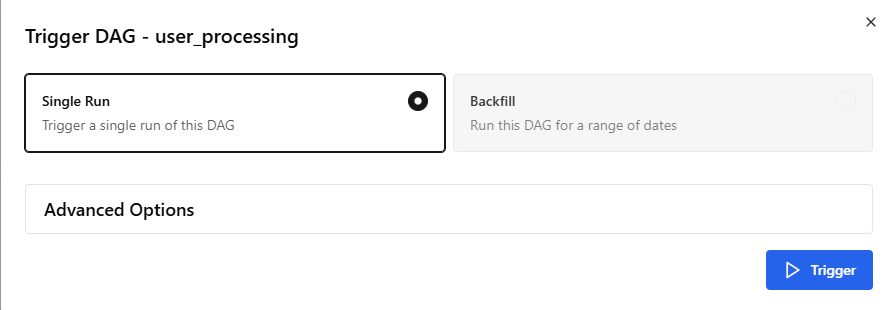 Trigger DAG - user_processing
Single Run
Trigger a single run of this DAG
Backfill
Run this DAG for a range of dates
Advanced Options
Trigger